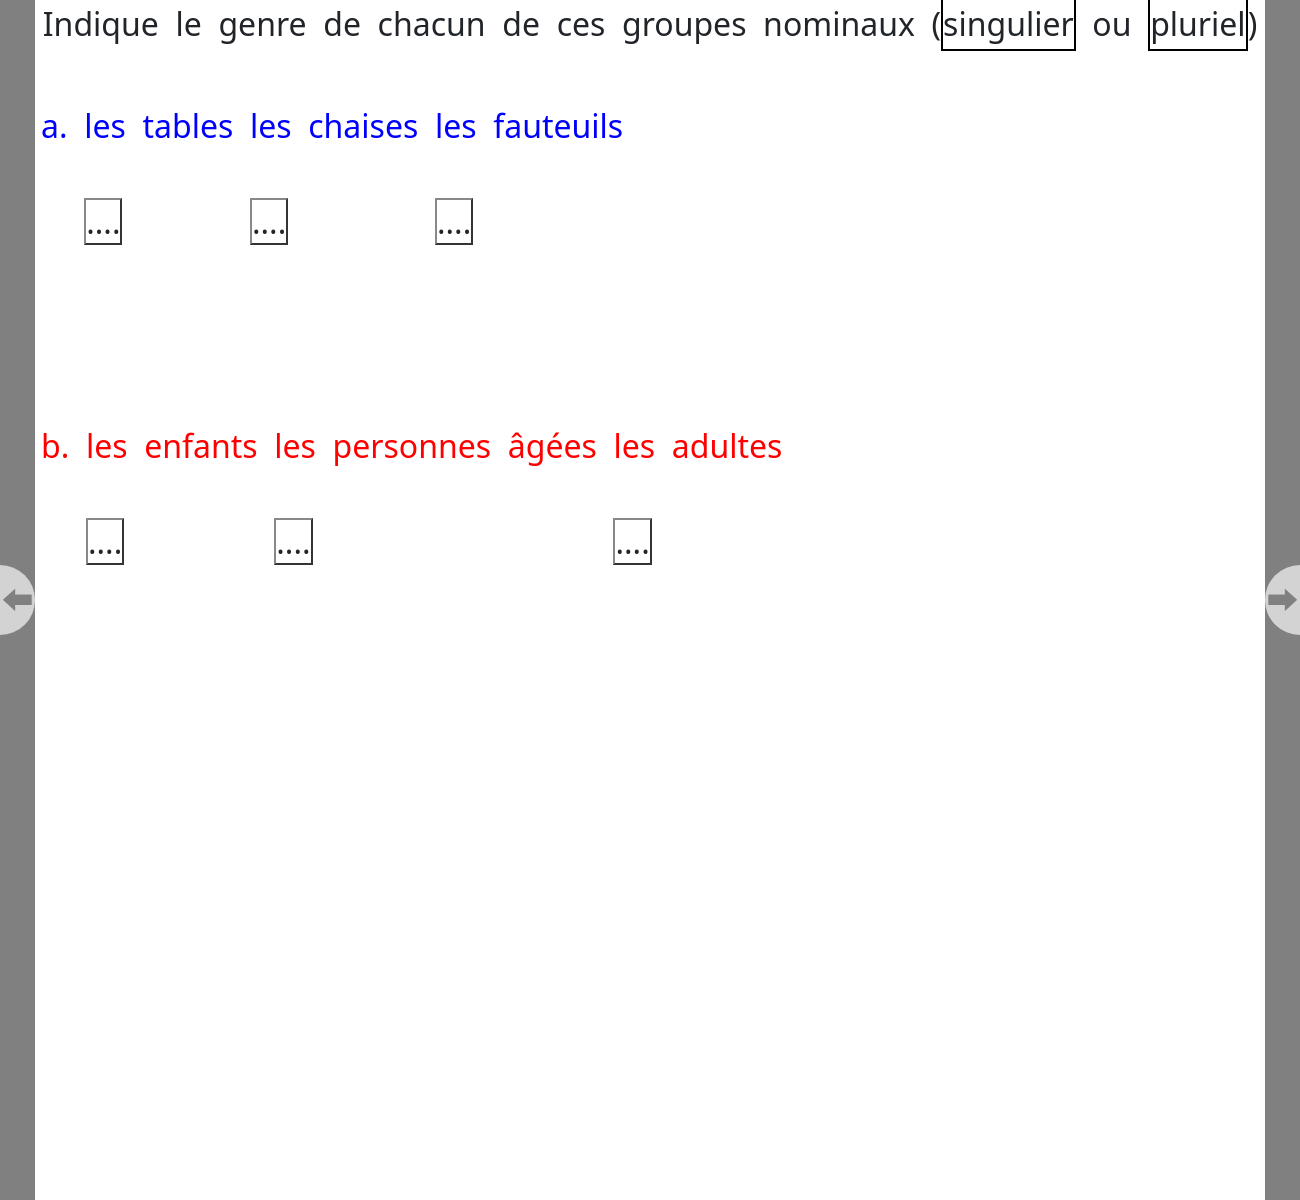 Indique le genre de chacun de ces groupes nominaux (singulier ou pluriel)
a. les tables les chaises les fauteuils
.... .... ....
b. les enfants les personnes âgées les adultes
.... .... ....